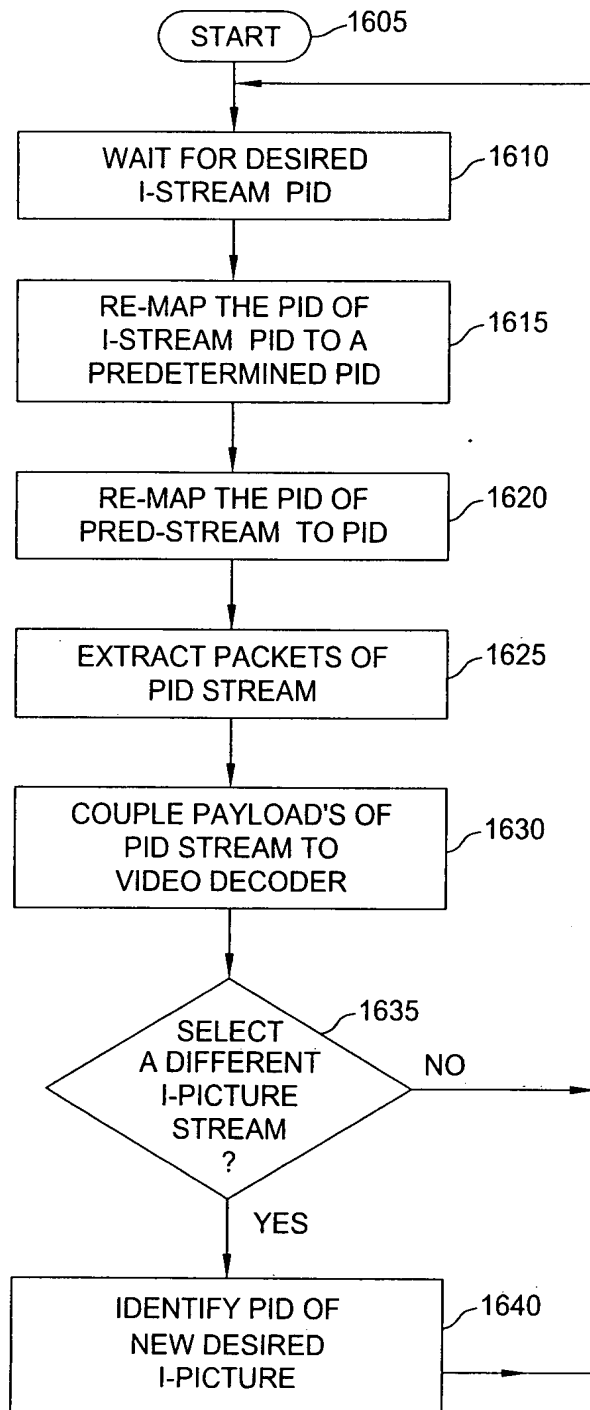 START
1605
WAIT FOR DESIRED
I-STREAM PID
1610
RE-MAP THE PID OF
I-STREAM PID TO A
PREDETERMINED PID
1615
RE-MAP THE PID OF
PRED-STREAM TO PID
1620
EXTRACT PACKETS OF
PID STREAM
1625
COUPLE PAYLOAD'S OF
PID STREAM TO
VIDEO DECODER
1630
SELECT
A DIFFERENT
I-PICTURE
STREAM
?
1635
NO
YES
IDENTIFY PID OF
NEW DESIRED
I-PICTURE
1640